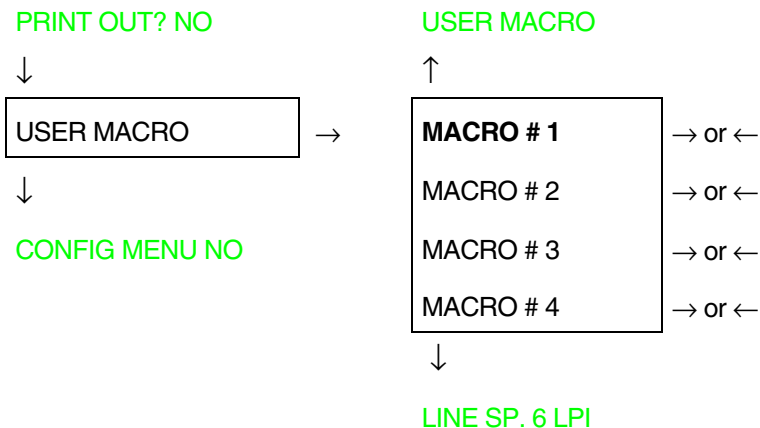 PRINT OUT? NO
↓
USER MACRO →
↓
CONFIG MENU NO
USER MACRO
↑
MACRO # 1 → or ←
MACRO # 2 → or ←
MACRO # 3 → or ←
MACRO # 4 → or ←
↓
LINE SP. 6 LPI